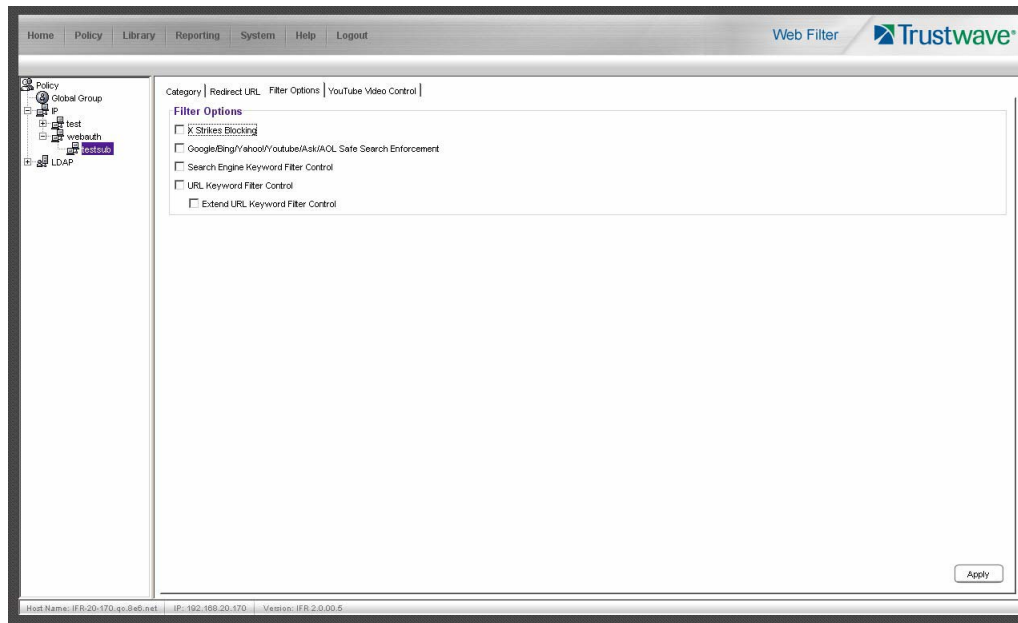 Home Policy Library Reporting System Help Logout
Web Filter
Trustwave®
Policy
Global Group
IP
test
webauth
testsub
LDAP
Category Redirect URL Filter Options YouTube Video Control
Filter Options
X Strikes Blocking
Google/Bing/Yahoo!/Youtube/Ask/AOL Safe Search Enforcement
Search Engine Keyword Filter Control
URL Keyword Filter Control
Extend URL Keyword Filter Control
Apply
Host Name: IFR-20-170.qc.8e6.net IP: 192.168.20.170 Version: IFR 2.0.00.5